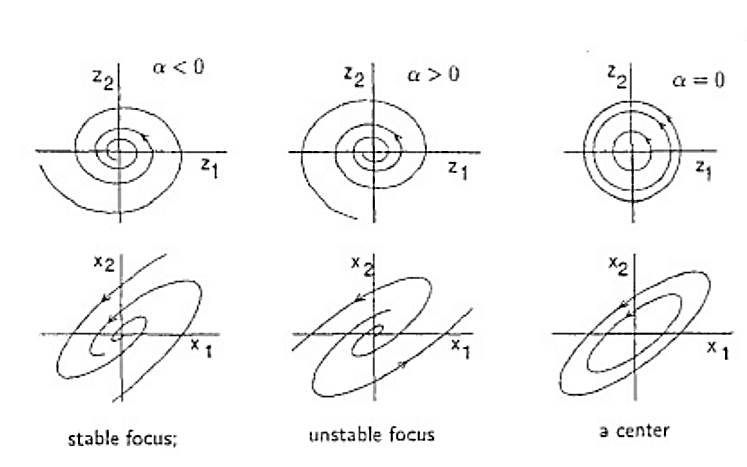 z2 α < 0
z1
z2 α > 0
z1
z2 α = 0
z1
x2
x1
x2
x1
x2
x1
stable focus;
unstable focus
a center